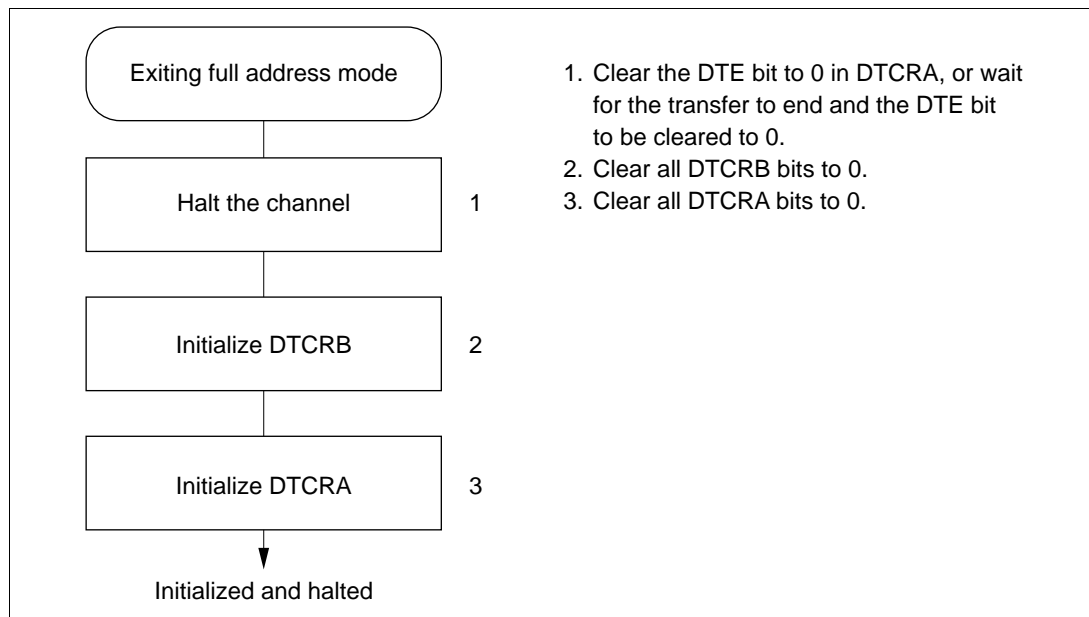 Exiting full address mode
Halt the channel
1
Initialize DTCRB
2
Initialize DTCRA
3
Initialized and halted
1. Clear the DTE bit to 0 in DTCRA, or wait
for the transfer to end and the DTE bit
to be cleared to 0.
2. Clear all DTCRB bits to 0.
3. Clear all DTCRA bits to 0.